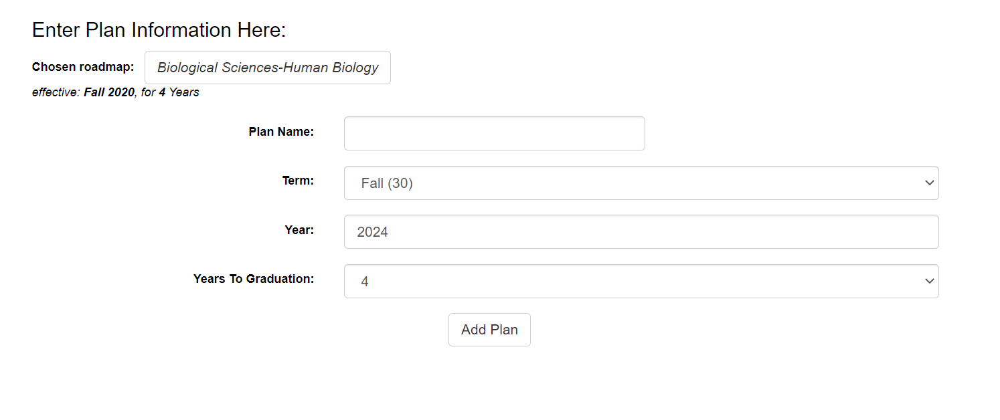 Enter Plan Information Here:
Chosen roadmap: Biological Sciences-Human Biology
effective: Fall 2020, for 4 Years
Plan Name:
Term: Fall (30)
Year: 2024
Years To Graduation: 4
Add Plan